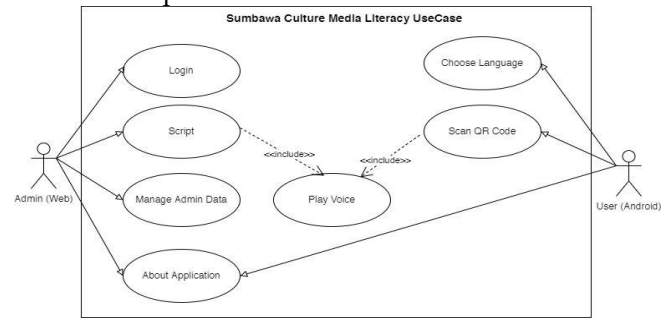 Sumbawa Culture Media Literacy UseCase
Login
Choose Language
Script
Scan QR Code
<<include>>
<<include>>
Admin (Web)
Manage Admin Data
Play Voice
User (Android)
About Application